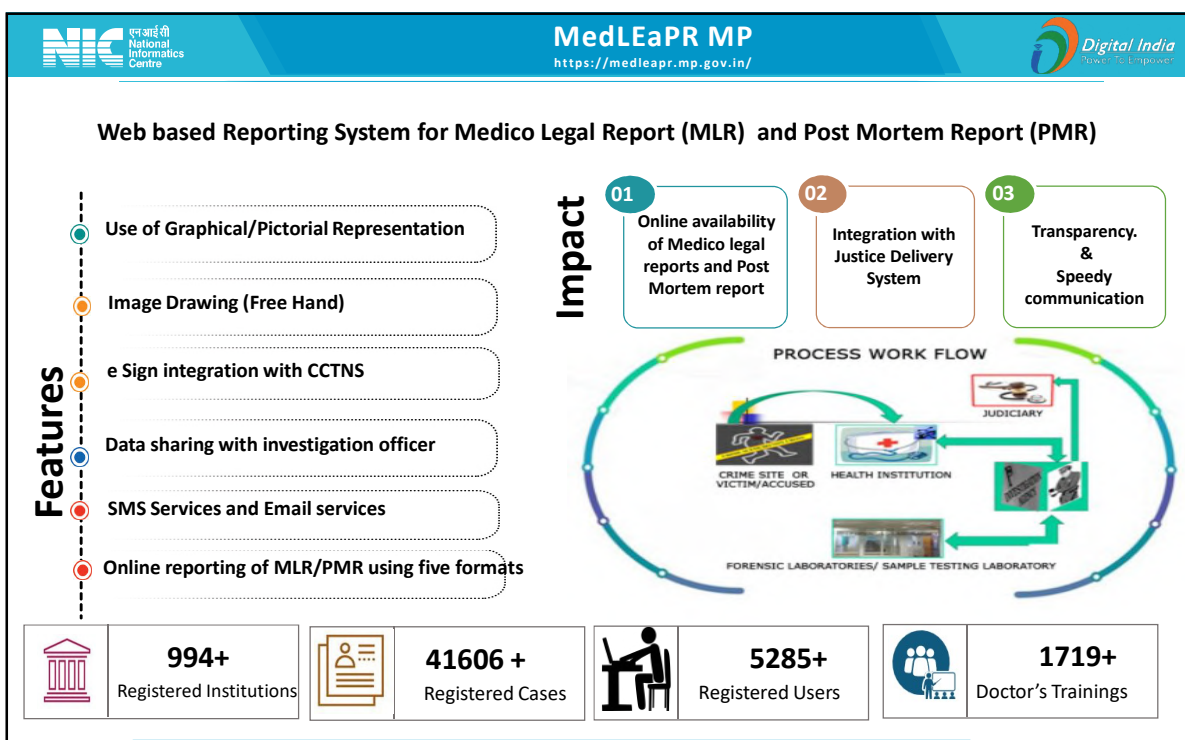 NIC
एन आई सी
National
Informatics
Centre
MedLEaPR MP
https://medleapr.mp.gov.in/
Digital India
Power To Empower
Web based Reporting System for Medico Legal Report (MLR) and Post Mortem Report (PMR)
Features
Use of Graphical/Pictorial Representation
Image Drawing (Free Hand)
e Sign integration with CCTNS
Data sharing with investigation officer
SMS Services and Email services
Online reporting of MLR/PMR using five formats
Impact
01
Online availability
of Medico legal
reports and Post
Mortem report
02
Integration with
Justice Delivery
System
03
Transparency.
&
Speedy
communication
PROCESS WORK FLOW
JUDICIARY
CRIME SITE OR
VICTIM/ACCUSED
HEALTH INSTITUTION
FORENSIC LABORATORIES/ SAMPLE TESTING LABORATORY
994+
Registered Institutions
41606 +
Registered Cases
5285+
Registered Users
1719+
Doctor's Trainings